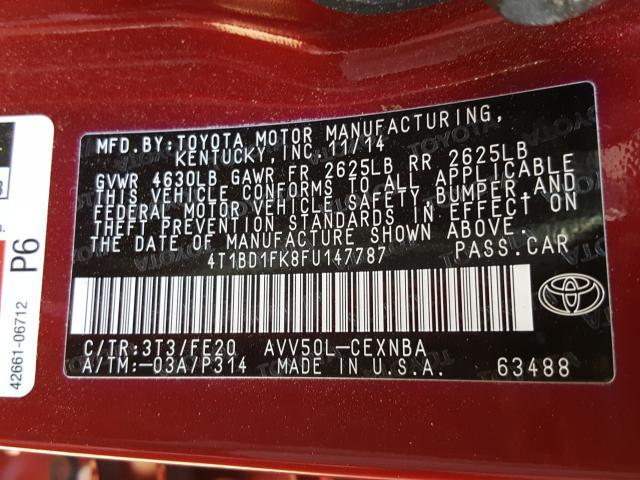 MFD.BY:TOYOTA MOTOR MANUFACTURING,
KENTUCKY,INC. 11/14
GVWR 4630LB GAWR FR 2625LB RR 2625LB
THIS VEHICLE CONFORMS TO ALL APPLICABLE
FEDERAL MOTOR VEHICLE SAFETY,BUMPER,AND
THEFT PREVENTION STANDARDS IN EFFECT ON
THE DATE OF MANUFACTURE SHOWN ABOVE.
4T1BD1FK8FU147787 PASS.CAR
C/TR:3T3/FE20 AVV50L-CEXNBA
A/TM:-03A/P314 MADE IN U.S.A. 63488
P6
42661-06712